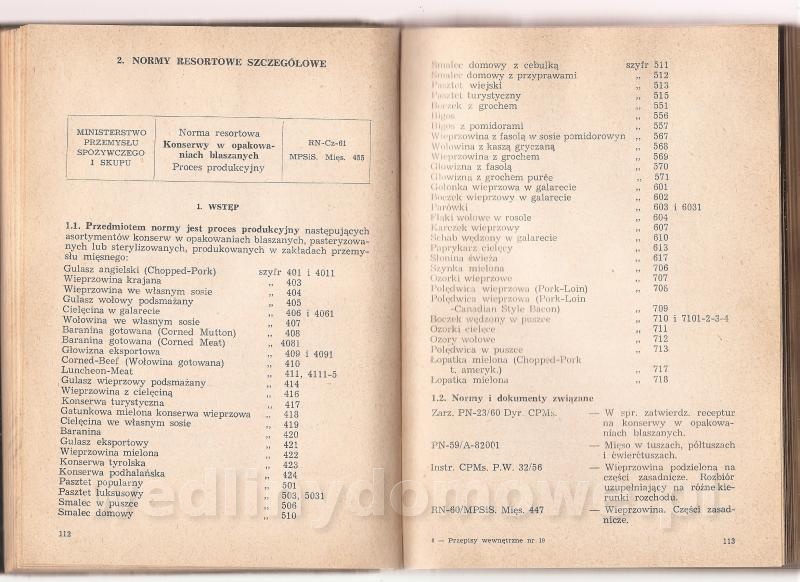 2. NORMY RESORTOWE SZCZEGÓŁOWE
MINISTERSTWO
PRZEMYSŁU
SPOŻYWCZEGO
I SKUPU
Norma resortowa
Konserwy w opakowa-
niach blaszanych
Proces produkcyjny
RN-Cz-61
MPSiS. Mięs. 455
1. WSTĘP
1.1. Przedmiotem normy jest proces produkcyjny następujących
asortymentów konserw w opakowaniach blaszanych, pasteryzowa-
nych lub sterylizowanych, produkowanych w zakładach przemy-
słu mięsnego:
Gulasz angielski (Chopped-Pork) szyfr 401 i 4011
Wieprzowina krajana „ 403
Wieprzowina we własnym sosie „ 404
Gulasz wołowy podsmażany „ 405
Cielęcina w galarecie „ 406 i 4061
Wołowina we własnym sosie „ 407
Baranina gotowana (Corned Mutton) „ 408
Baranina gotowana (Corned Meat) „ 4081
Głowizna eksportowa „ 409 i 4091
Corned-Beef (Wołowina gotowana) „ 410
Luncheon-Meat „ 411, 4111-5
Gulasz wieprzowy podsmażany „ 414
Wieprzowina z cielęciną „ 416
Konserwa turystyczna „ 417
Gatunkowa mielona konserwa wieprzowa „ 418
Cielęcina we własnym sosie „ 419
Baranina „ 420
Gulasz eksportowy „ 421
Wieprzowina mielona „ 422
Konserwa tyrolska „ 423
Konserwa podhalańska „ 424
Pasztet popularny „ 501
Pasztet luksusowy „ 503, 5031
Smalec w puszce „ 506
Smalec domowy „ 510
112
Smalec domowy z cebulką szyfr 511
Smalec domowy z przyprawami „ 512
Pasztet wiejski „ 513
Pasztet turystyczny „ 515
Boczek z grochem „ 551
Bigos „ 556
Bigos z pomidorami „ 557
Wieprzowina z fasolą w sosie pomidorowym „ 567
Wołowina z kaszą gryczaną „ 568
Wieprzowina z grochem „ 569
Głowizna z fasolą „ 570
Głowizna z grochem purée „ 571
Golonka wieprzowa w galarecie „ 601
Boczek wieprzowy w galarecie „ 602
Parówki „ 603 i 6031
Flaki wołowe w rosole „ 604
Karczek wieprzowy „ 607
Schab wędzony w galarecie „ 610
Paprykarz cielęcy „ 613
Słonina świeża „ 617
Szynka mielona „ 706
Ozorki wieprzowe „ 707
Polędwica wieprzowa (Pork-Loin) „ 708
Polędwica wieprzowa (Pork-Loin
-Canadian Style Bacon) „ 709
Boczek wędzony w puszce „ 710 i 7101-2-3-4
Ozorki cielęce „ 711
Ozory wołowe „ 712
Polędwica w puszce „ 713
Łopatka mielona (Chopped-Pork
t. ameryk.) „ 717
Łopatka mielona „ 718
1.2. Normy i dokumenty związane
Zarz. PN-23/60 Dyr. CPMs. — W spr. zatwierdz. receptur
na konserwy w opakowa-
niach blaszanych.
PN-59/A-82001 — Mięso w tuszach, półtuszach
i ćwierćtuszach.
Instr. CPMs. P.W. 32/56 — Wieprzowina podzielona na
części zasadnicze. Rozbiór
uzupełniający na różne kie-
runki rozchodu.
RN-60/MPSiS. Mięs. 447 — Wieprzowina. Części zasad-
nicze.
8 — Przepisy wewnętrzne nr 19
113